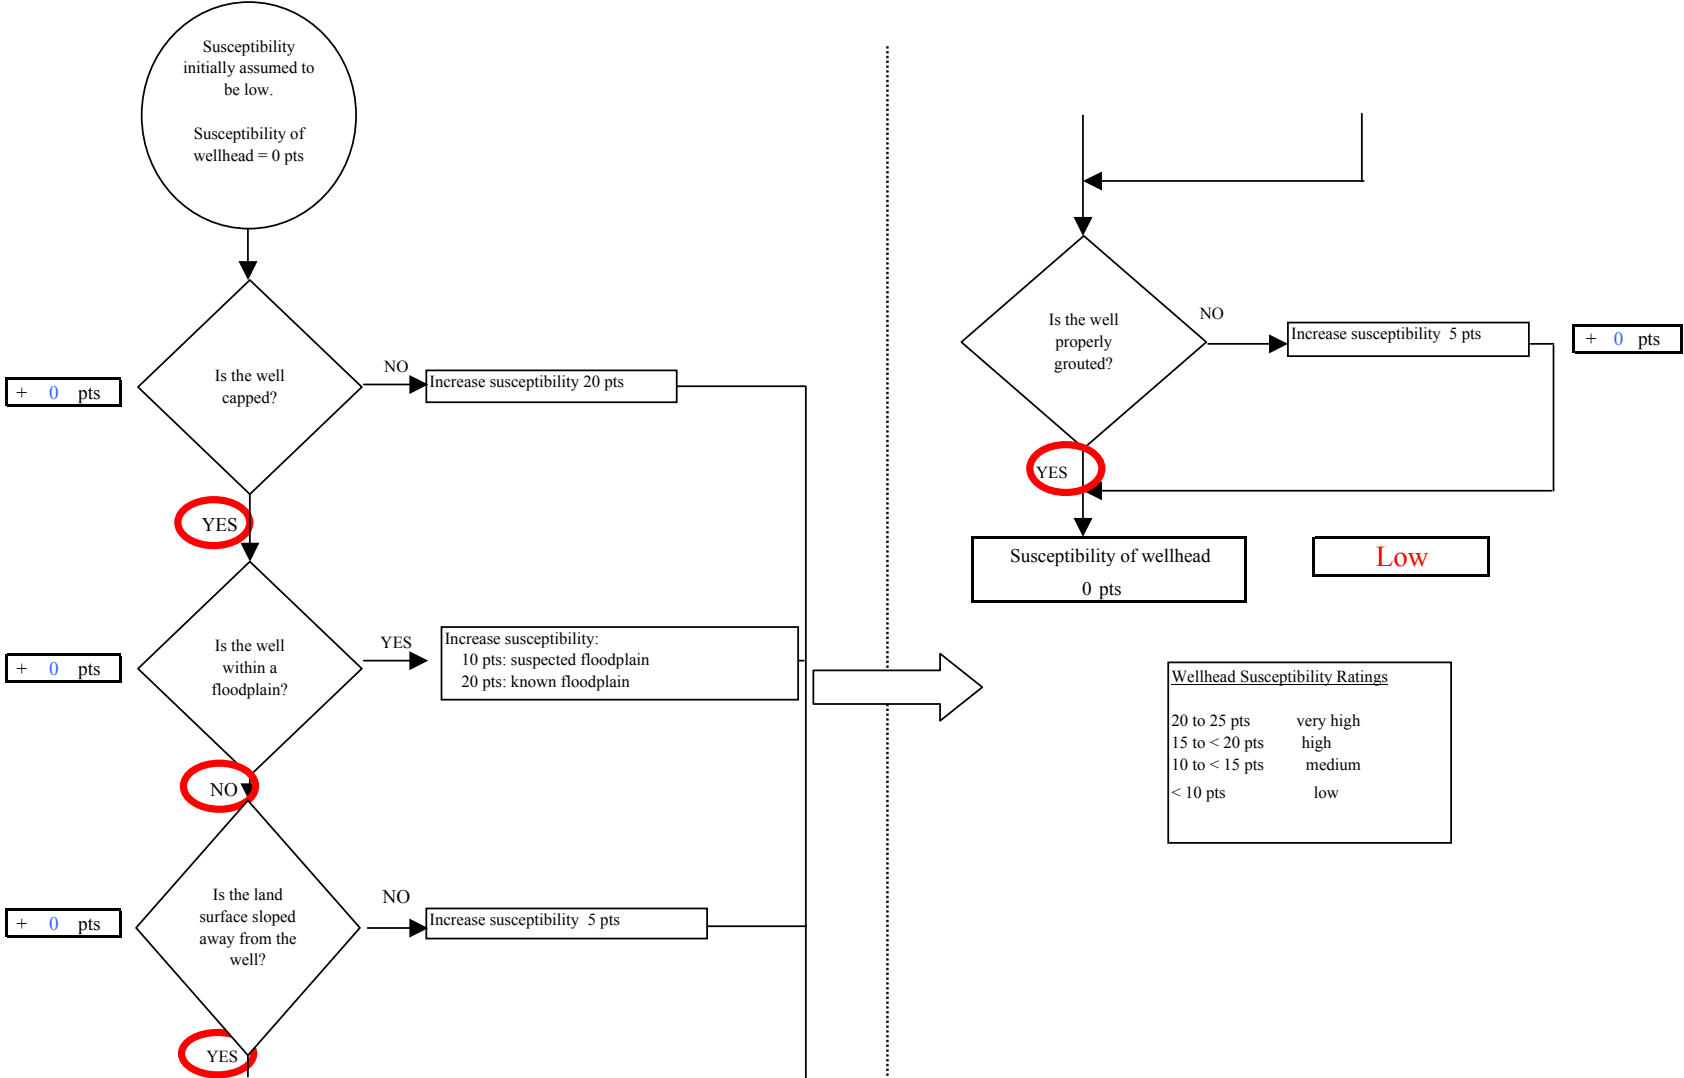 Susceptibility
initially assumed to
be low.
Susceptibility of
wellhead = 0 pts
Is the well
capped?
NO
Increase susceptibility 20 pts
+ 0 pts
YES
Is the well
within a
floodplain?
YES
Increase susceptibility:
10 pts: suspected floodplain
20 pts: known floodplain
+ 0 pts
NO
Is the land
surface sloped
away from the
well?
NO
Increase susceptibility 5 pts
+ 0 pts
YES
Is the well
properly
grouted?
NO
Increase susceptibility 5 pts
+ 0 pts
YES
Susceptibility of wellhead
0 pts
Low
Wellhead Susceptibility Ratings
20 to 25 pts very high
15 to < 20 pts high
10 to < 15 pts medium
< 10 pts low